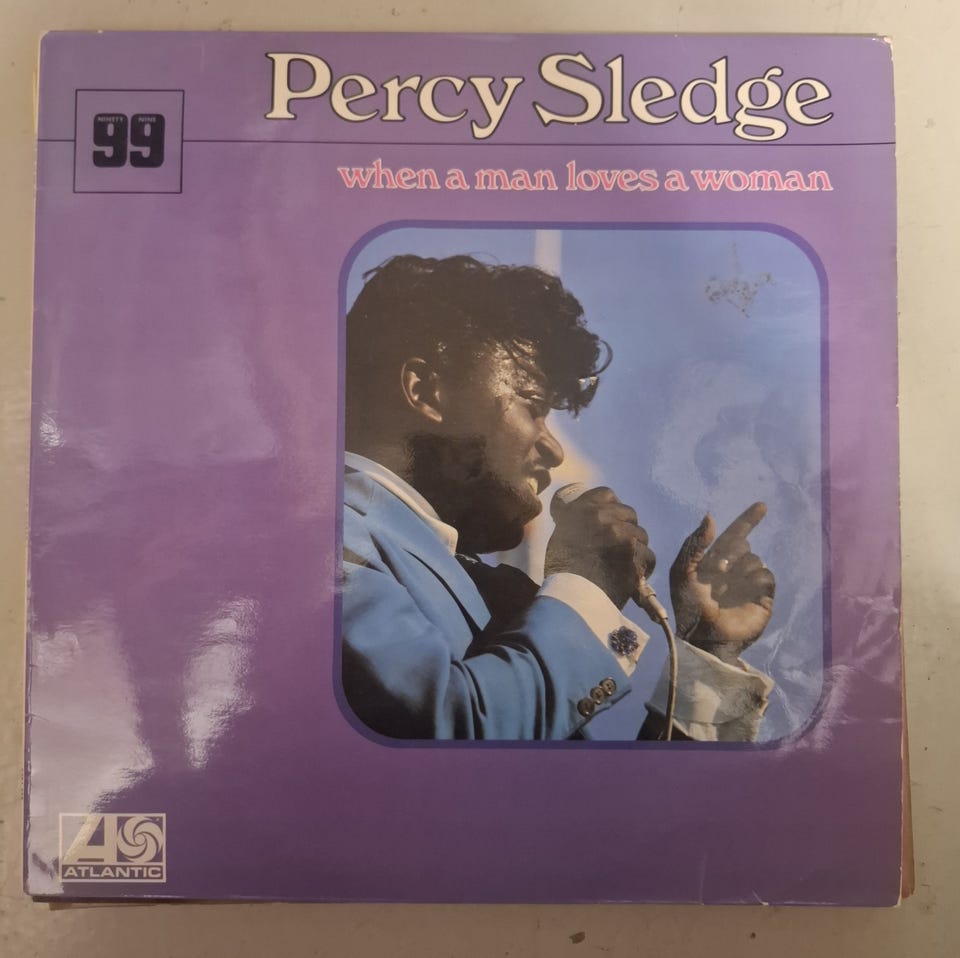 Percy Sledge
NINETY NINE
99
when a man loves a woman
ATLANTIC